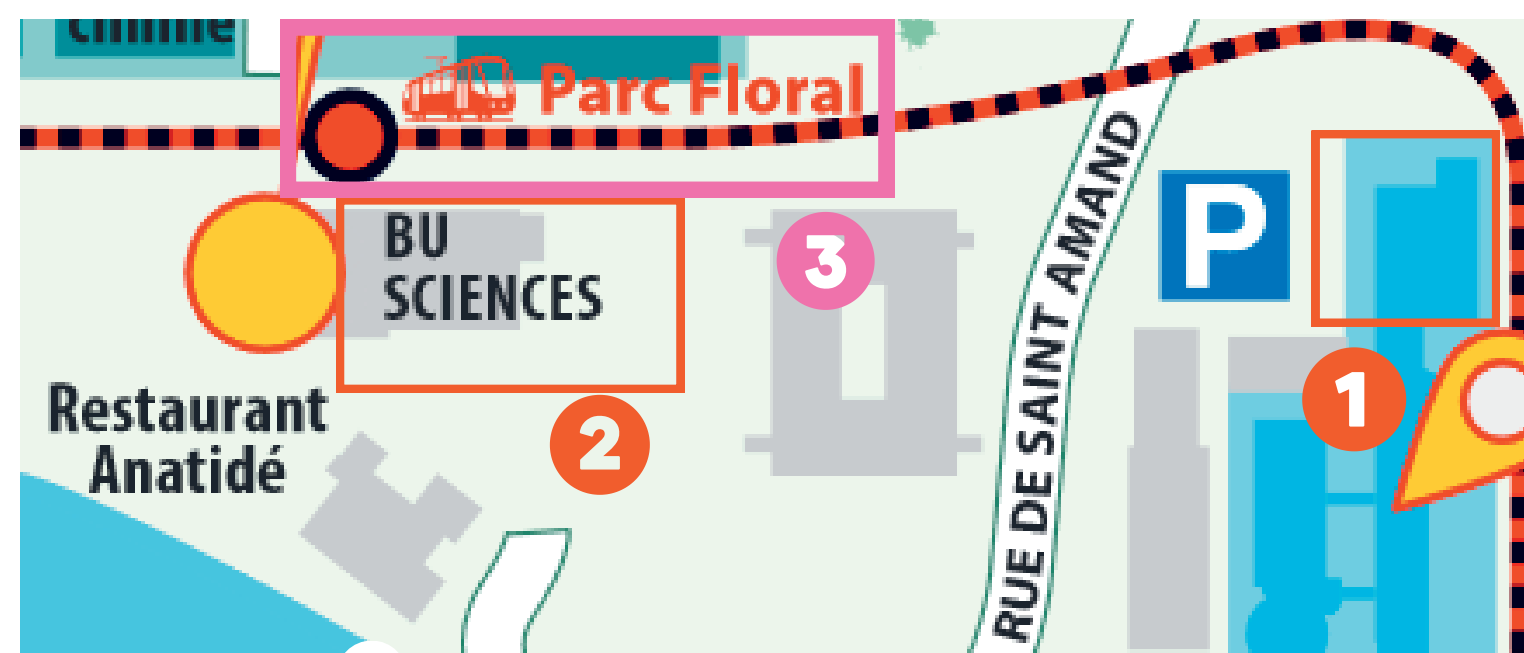 Parc Floral
BU
SCIENCES
3
P
RUE DE SAINT AMAND
1
2
Restaurant
Anatidé